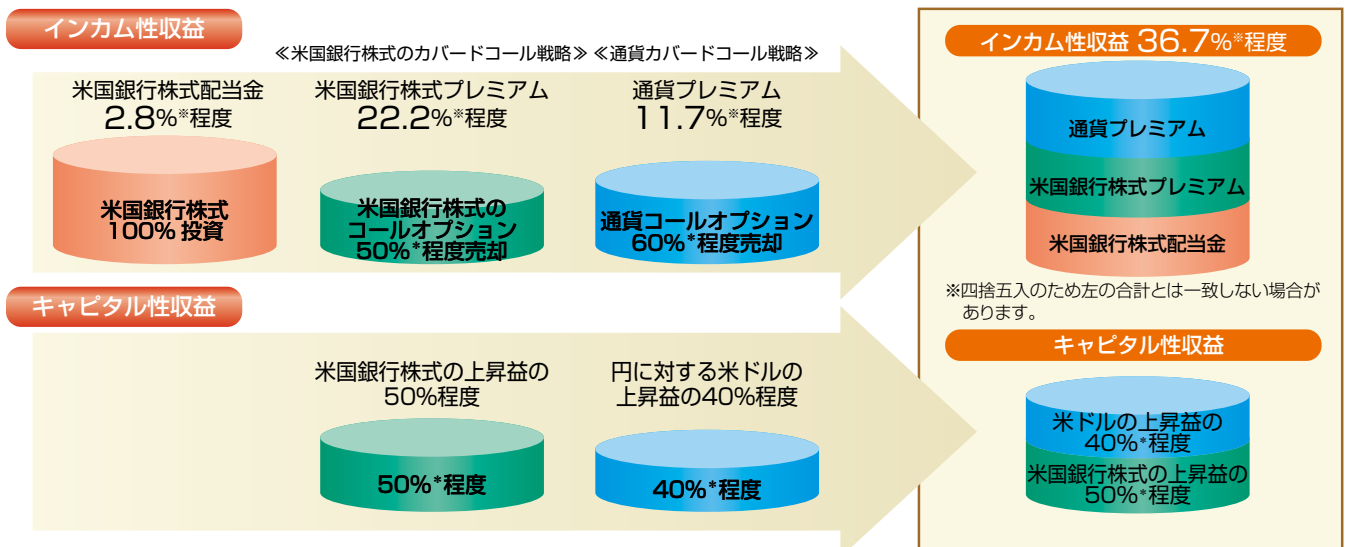 インカム性収益
≪米国銀行株式のカバードコール戦略≫
≪通貨カバードコール戦略≫
米国銀行株式配当金
2.8%※程度
米国銀行株式プレミアム
22.2%※程度
通貨プレミアム
11.7%※程度
米国銀行株式
100% 投資
米国銀行株式の
コールオプション
50%*程度売却
通貨コールオプション
60%*程度売却
キャピタル性収益
米国銀行株式の上昇益の
50%程度
円に対する米ドルの
上昇益の40%程度
50%*程度
40%*程度
インカム性収益 36.7%※程度
通貨プレミアム
米国銀行株式プレミアム
米国銀行株式配当金
※四捨五入のため左の合計とは一致しない場合が
あります。
キャピタル性収益
米ドルの上昇益の
40%*程度
米国銀行株式の上昇益の
50%*程度